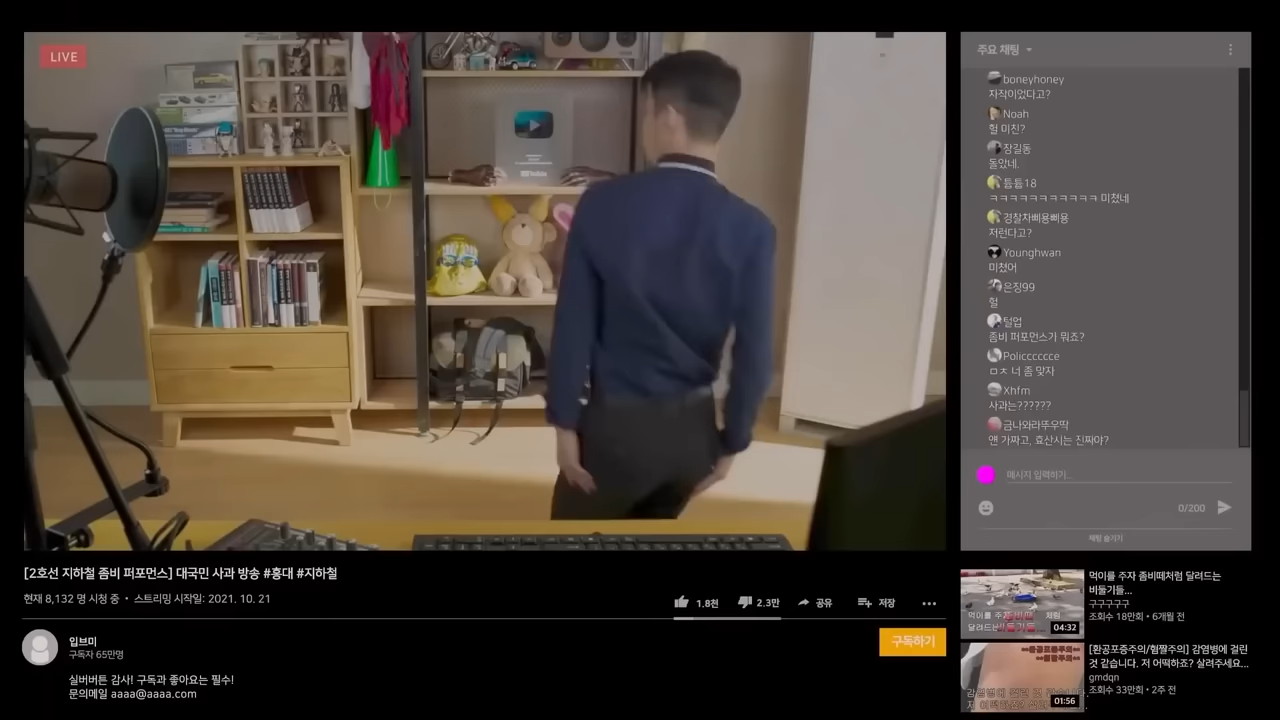 LIVE
주요 채팅
boneyhoney
자작이었다고?
Noah
헐 미친?
장길동
돌았네.
튬튬18
ㅋㅋㅋㅋㅋㅋㅋㅋㅋㅋㅋ 미쳤네
경찰차삐용삐용
저런다고?
Younghwan
미쳤어
은징99
헐
털업
좀비 퍼포먼스가 뭐죠?
Policccccce
ㅁㅊ 너 좀 맞자
Xhfm
사과는??????
금나와라뚜우딱
얜 가짜고, 효산시는 진짜야?
메시지 입력하기...
0/200
채팅 숨기기
YouTube
[2호선 지하철 좀비 퍼포먼스] 대국민 사과 방송 #홍대 #지하철
현재 8,132 명 시청 중 • 스트리밍 시작일: 2021. 10. 21
1.8천
2.3만
공유
저장
입브미
구독자 65만명
구독하기
실버버튼 감사! 구독과 좋아요는 필수!
문의메일 aaaa@aaaa.com
04:32
먹이를 주자 좀비떼처럼 달려드는
비둘기들...
구구구구구
조회수 18만회 • 6개월 전
01:56
[환공포증주의/혐짤주의] 감염병에 걸린
것 같습니다. 저 어떡하죠? 살려주세요...
gmdqn
조회수 33만회 • 2주 전